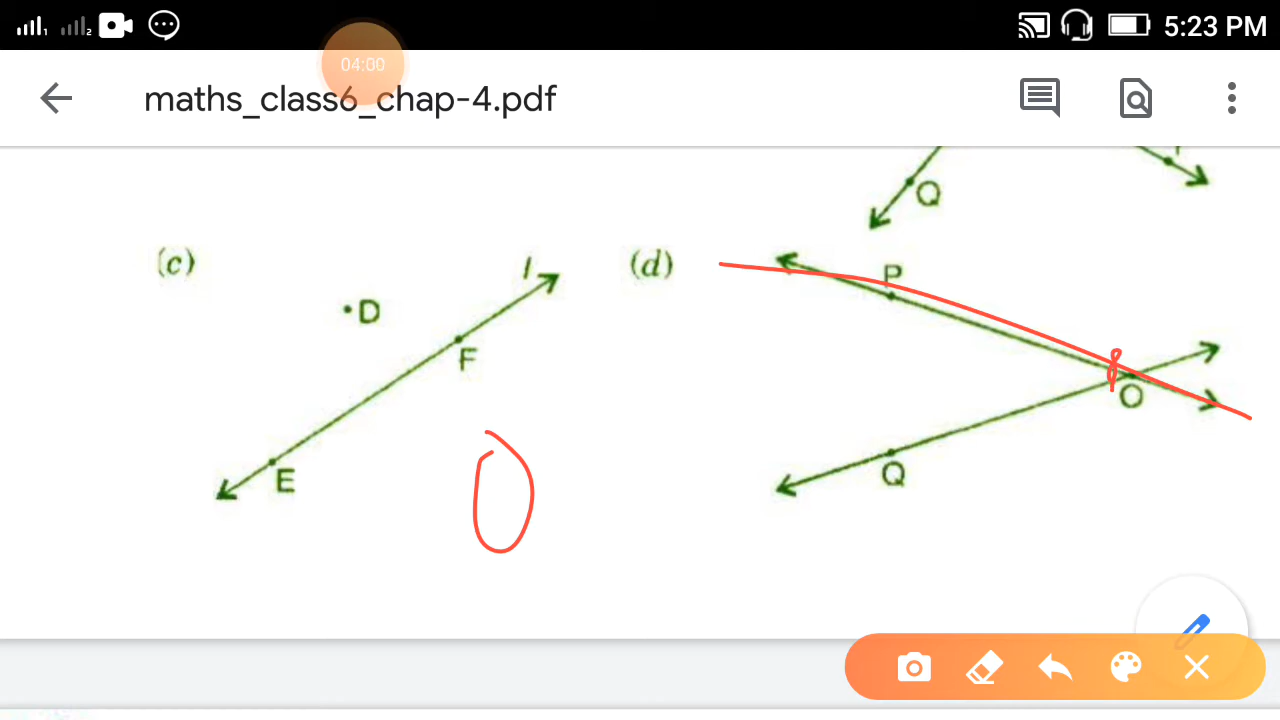 5:23 PM
04:00
maths_class6_chap-4.pdf
Q
(c)
l
(d)
P
D
F
O
E
Q